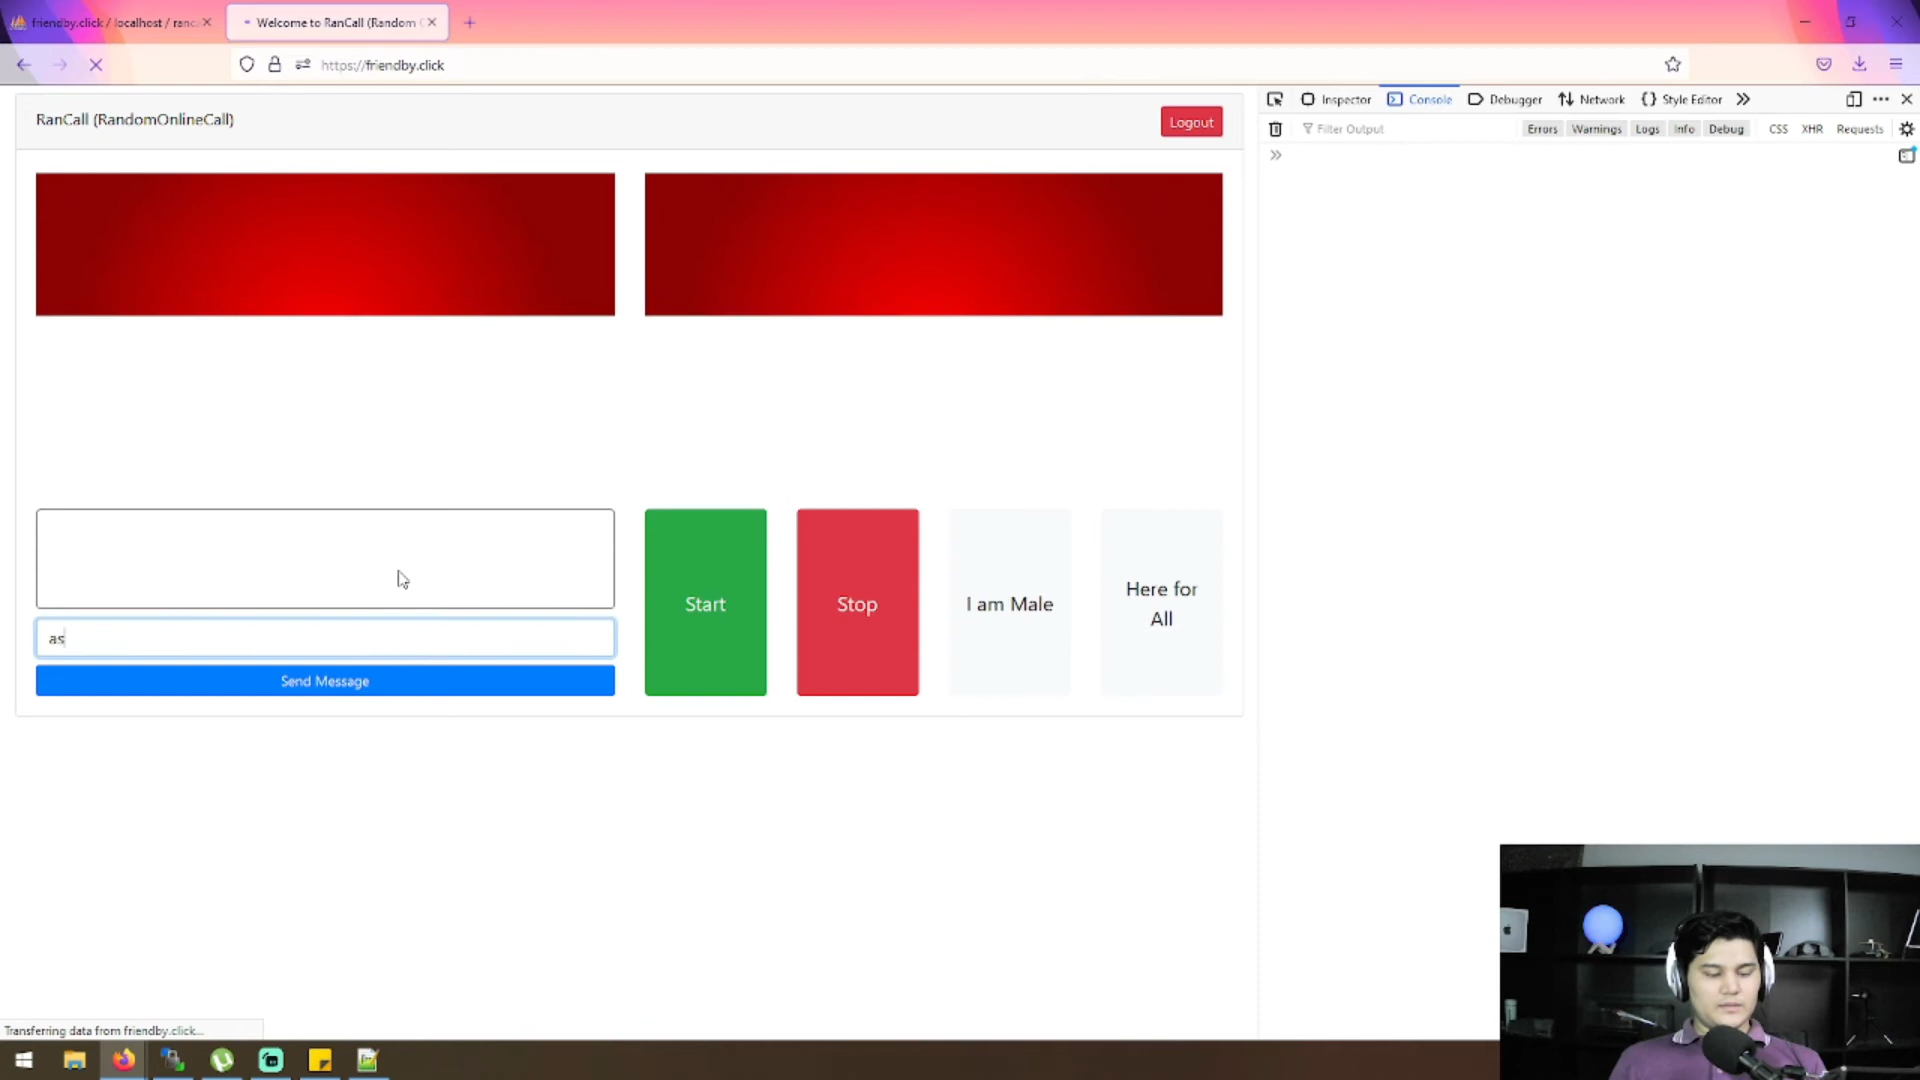 friendby.click / localhost / ranc
Welcome to RanCall (Random
https://friendby.click
RanCall (RandomOnlineCall)
Logout
Inspector
Console
Debugger
Network
Style Editor
Filter Output
Errors
Warnings
Logs
Info
Debug
CSS
XHR
Requests
as
Send Message
Start
Stop
I am Male
Here for
All
Transferring data from friendby.click...